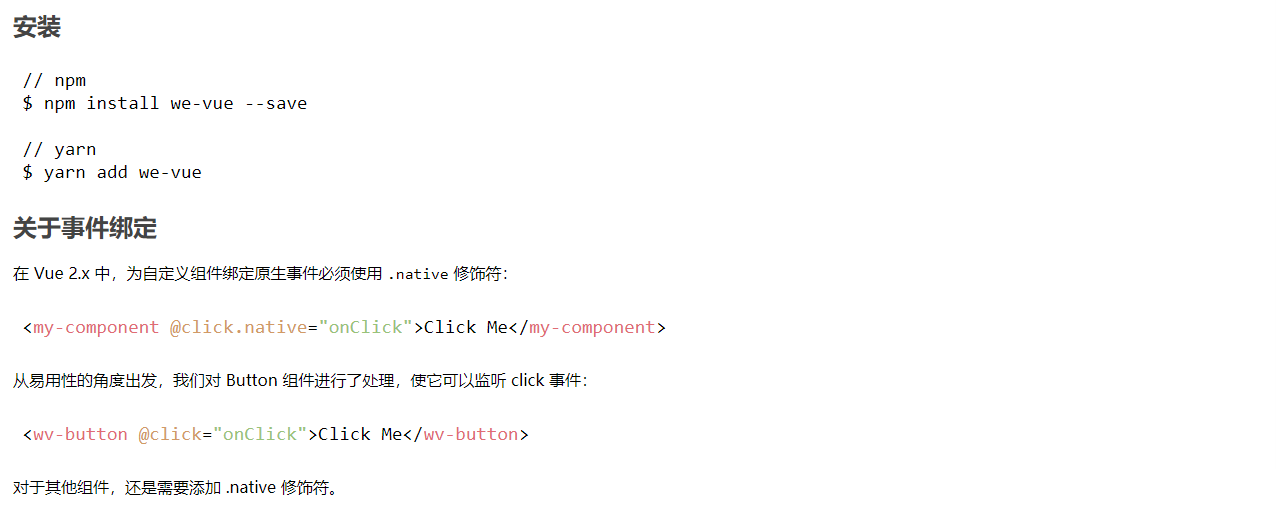 安装
// npm
$ npm install we-vue --save
// yarn
$ yarn add we-vue
关于事件绑定
在 Vue 2.x 中，为自定义组件绑定原生事件必须使用 .native 修饰符：
<my-component @click.native="onClick">Click Me</my-component>
从易用性的角度出发，我们对 Button 组件进行了处理，使它可以监听 click 事件：
<wv-button @click="onClick">Click Me</wv-button>
对于其他组件，还是需要添加 .native 修饰符。